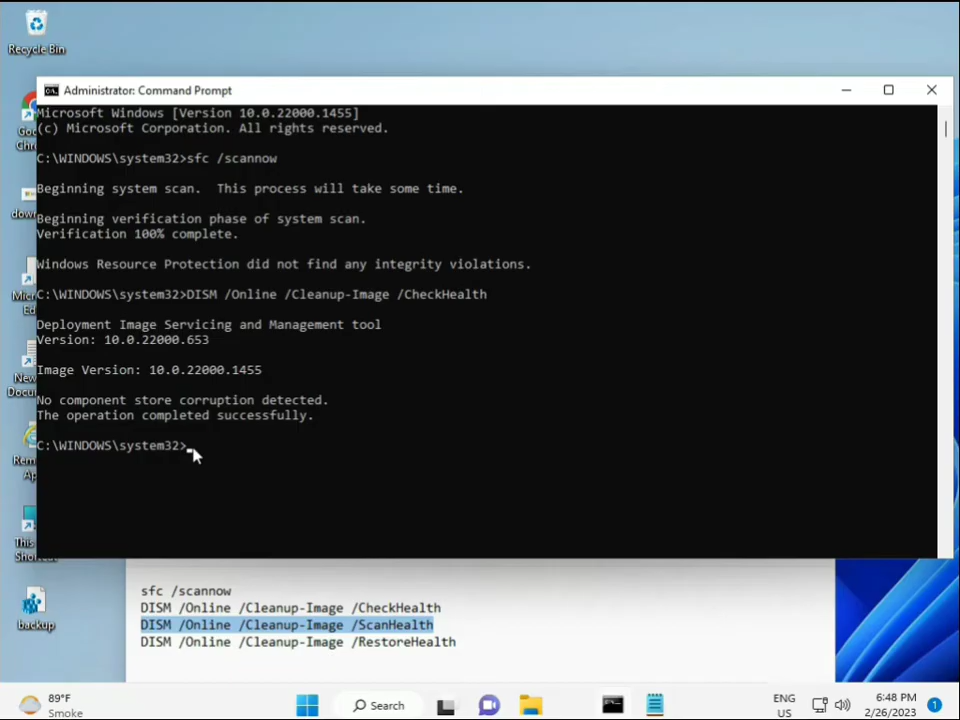 Recycle Bin
Administrator: Command Prompt
Microsoft Windows [Version 10.0.22000.1455]
(c) Microsoft Corporation. All rights reserved.
C:\WINDOWS\system32>sfc /scannow
Beginning system scan.  This process will take some time.
Beginning verification phase of system scan.
Verification 100% complete.
Windows Resource Protection did not find any integrity violations.
C:\WINDOWS\system32>DISM /Online /Cleanup-Image /CheckHealth
Deployment Image Servicing and Management tool
Version: 10.0.22000.653
Image Version: 10.0.22000.1455
No component store corruption detected.
The operation completed successfully.
C:\WINDOWS\system32>
sfc /scannow
DISM /Online /Cleanup-Image /CheckHealth
DISM /Online /Cleanup-Image /ScanHealth
DISM /Online /Cleanup-Image /RestoreHealth
backup
89°F
Smoke
Search
ENG
US
6:48 PM
2/26/2023
1